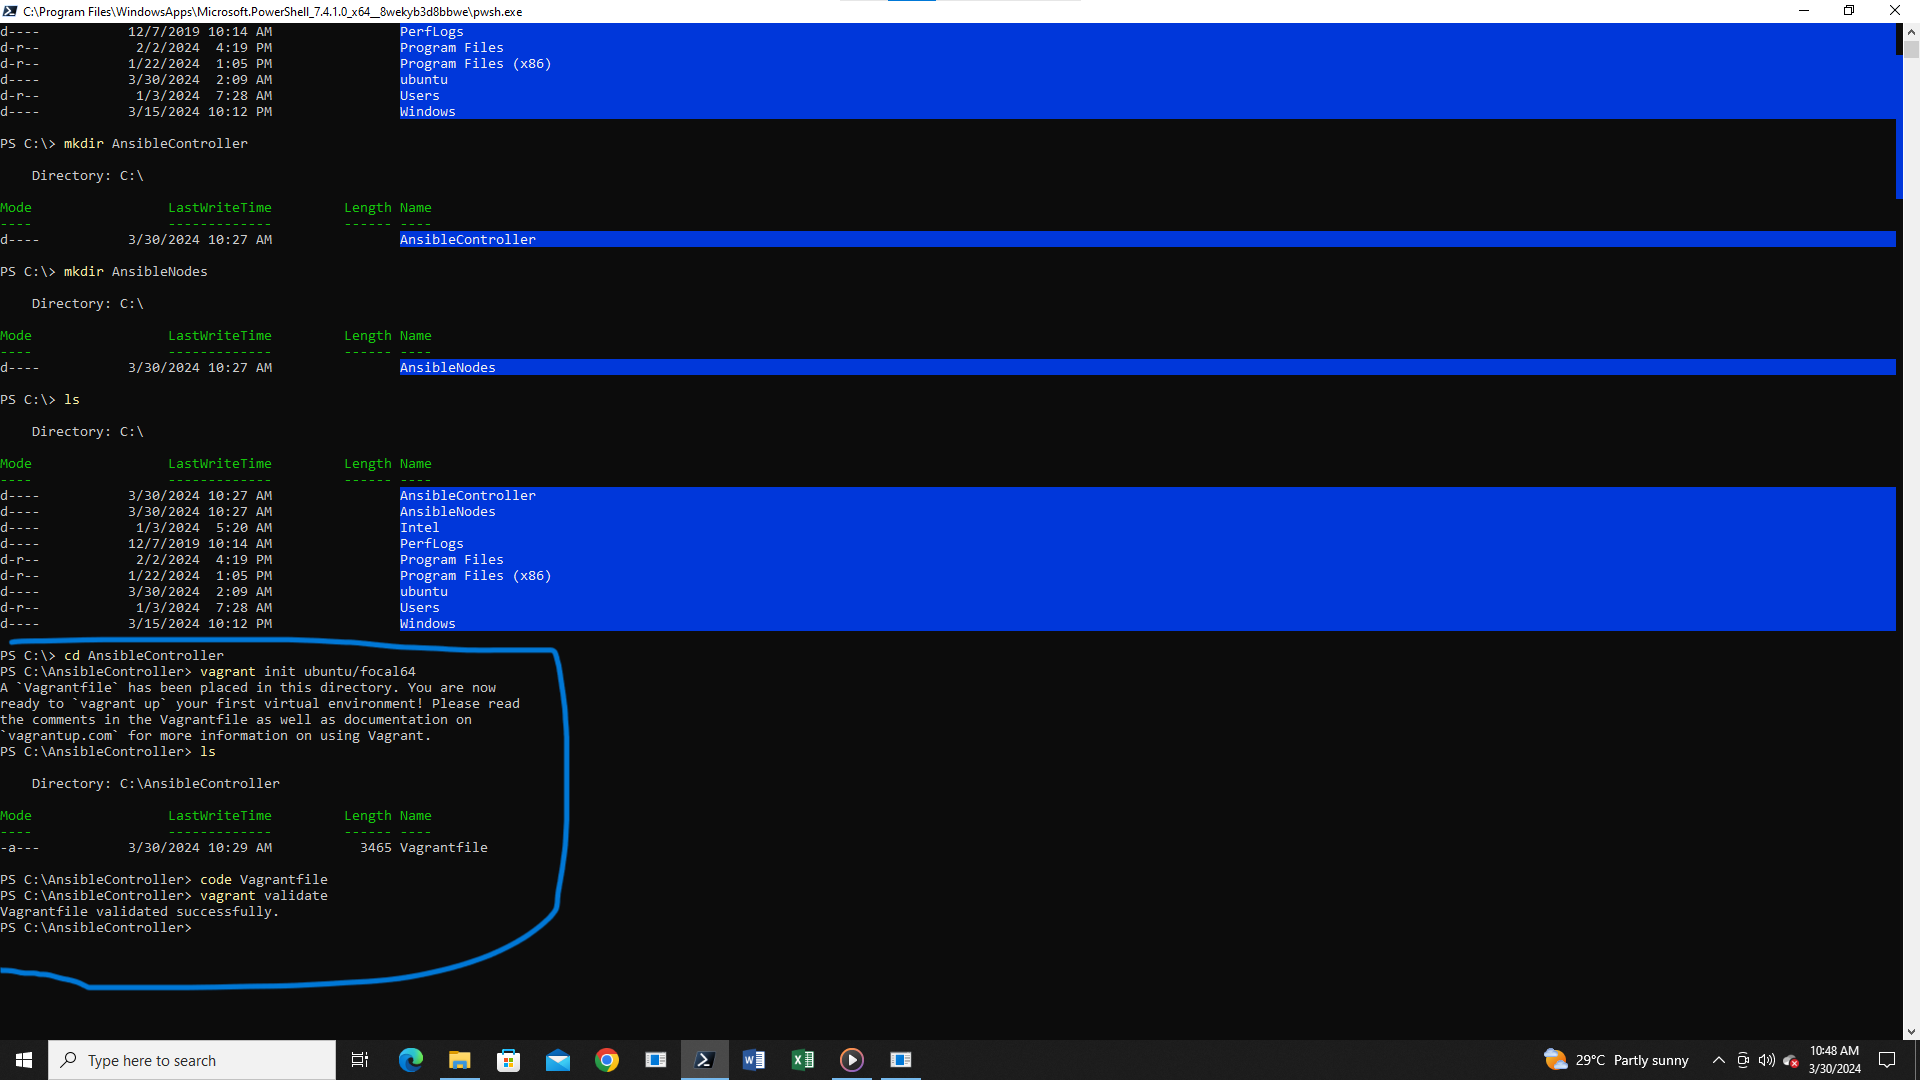 C:\Program Files\WindowsApps\Microsoft.PowerShell_7.4.1.0_x64__8wekyb3d8bbwe\pwsh.exe
d----          12/7/2019 10:14 AM                PerfLogs
d-r--           2/2/2024  4:19 PM                Program Files
d-r--          1/22/2024  1:05 PM                Program Files (x86)
d----          3/30/2024  2:09 AM                ubuntu
d-r--           1/3/2024  7:28 AM                Users
d----          3/15/2024 10:12 PM                Windows
PS C:\> mkdir AnsibleController
    Directory: C:\
Mode                 LastWriteTime         Length Name
----                 -------------         ------ ----
d----          3/30/2024 10:27 AM                AnsibleController
PS C:\> mkdir AnsibleNodes
    Directory: C:\
Mode                 LastWriteTime         Length Name
----                 -------------         ------ ----
d----          3/30/2024 10:27 AM                AnsibleNodes
PS C:\> ls
    Directory: C:\
Mode                 LastWriteTime         Length Name
----                 -------------         ------ ----
d----          3/30/2024 10:27 AM                AnsibleController
d----          3/30/2024 10:27 AM                AnsibleNodes
d----           1/3/2024  5:20 AM                Intel
d----          12/7/2019 10:14 AM                PerfLogs
d-r--           2/2/2024  4:19 PM                Program Files
d-r--          1/22/2024  1:05 PM                Program Files (x86)
d----          3/30/2024  2:09 AM                ubuntu
d-r--           1/3/2024  7:28 AM                Users
d----          3/15/2024 10:12 PM                Windows
PS C:\> cd AnsibleController
PS C:\AnsibleController> vagrant init ubuntu/focal64
A `Vagrantfile` has been placed in this directory. You are now
ready to `vagrant up` your first virtual environment! Please read
the comments in the Vagrantfile as well as documentation on
`vagrantup.com` for more information on using Vagrant.
PS C:\AnsibleController> ls
    Directory: C:\AnsibleController
Mode                 LastWriteTime         Length Name
----                 -------------         ------ ----
-a---          3/30/2024 10:29 AM           3465 Vagrantfile
PS C:\AnsibleController> code Vagrantfile
PS C:\AnsibleController> vagrant validate
Vagrantfile validated successfully.
PS C:\AnsibleController>
Type here to search
29°C Partly sunny
10:48 AM
3/30/2024